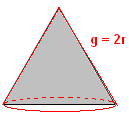 g = 2r